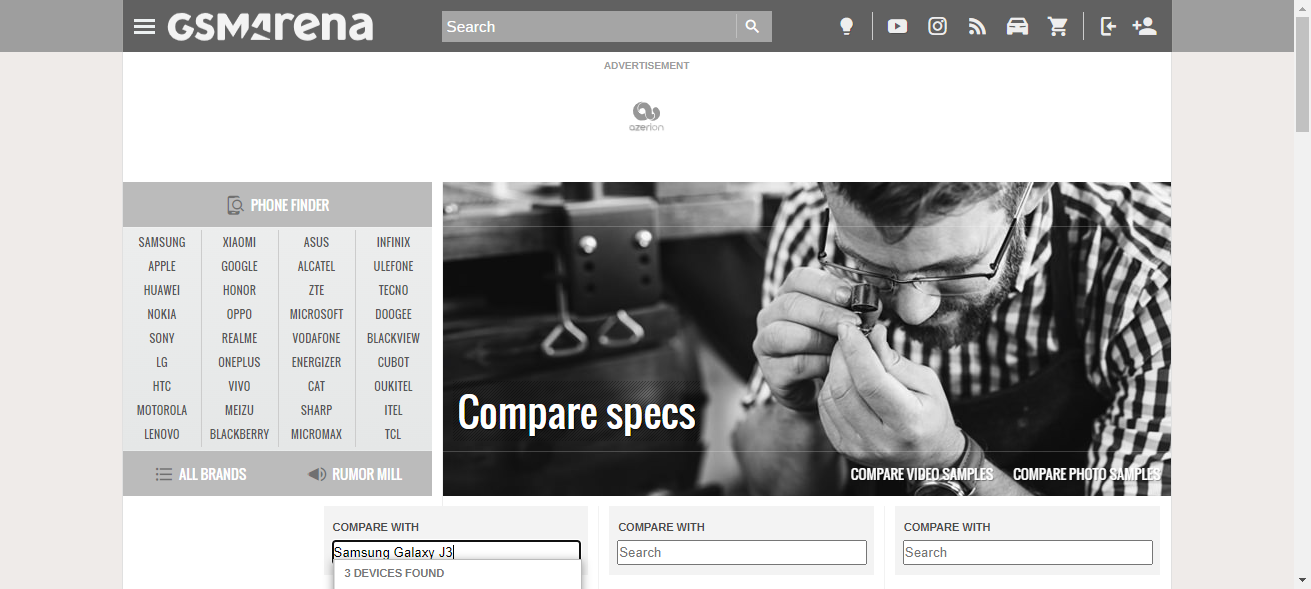 GSMArena
Search
ADVERTISEMENT
azerion
PHONE FINDER
SAMSUNG XIAOMI ASUS INFINIX
APPLE GOOGLE ALCATEL ULEFONE
HUAWEI HONOR ZTE TECNO
NOKIA OPPO MICROSOFT DOOGEE
SONY REALME VODAFONE BLACKVIEW
LG ONEPLUS ENERGIZER CUBOT
HTC VIVO CAT OUKITEL
MOTOROLA MEIZU SHARP ITEL
LENOVO BLACKBERRY MICROMAX TCL
ALL BRANDS RUMOR MILL
Compare specs
COMPARE VIDEO SAMPLES COMPARE PHOTO SAMPLES
COMPARE WITH COMPARE WITH COMPARE WITH
Samsung Galaxy J3 Search Search
3 DEVICES FOUND